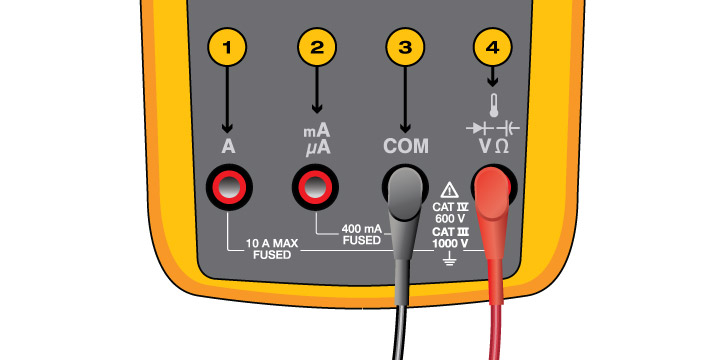 1
2
3
4
A
mA
µA
COM
V Ω
CAT IV
600 V
CAT III
1000 V
400 mA
FUSED
10 A MAX
FUSED